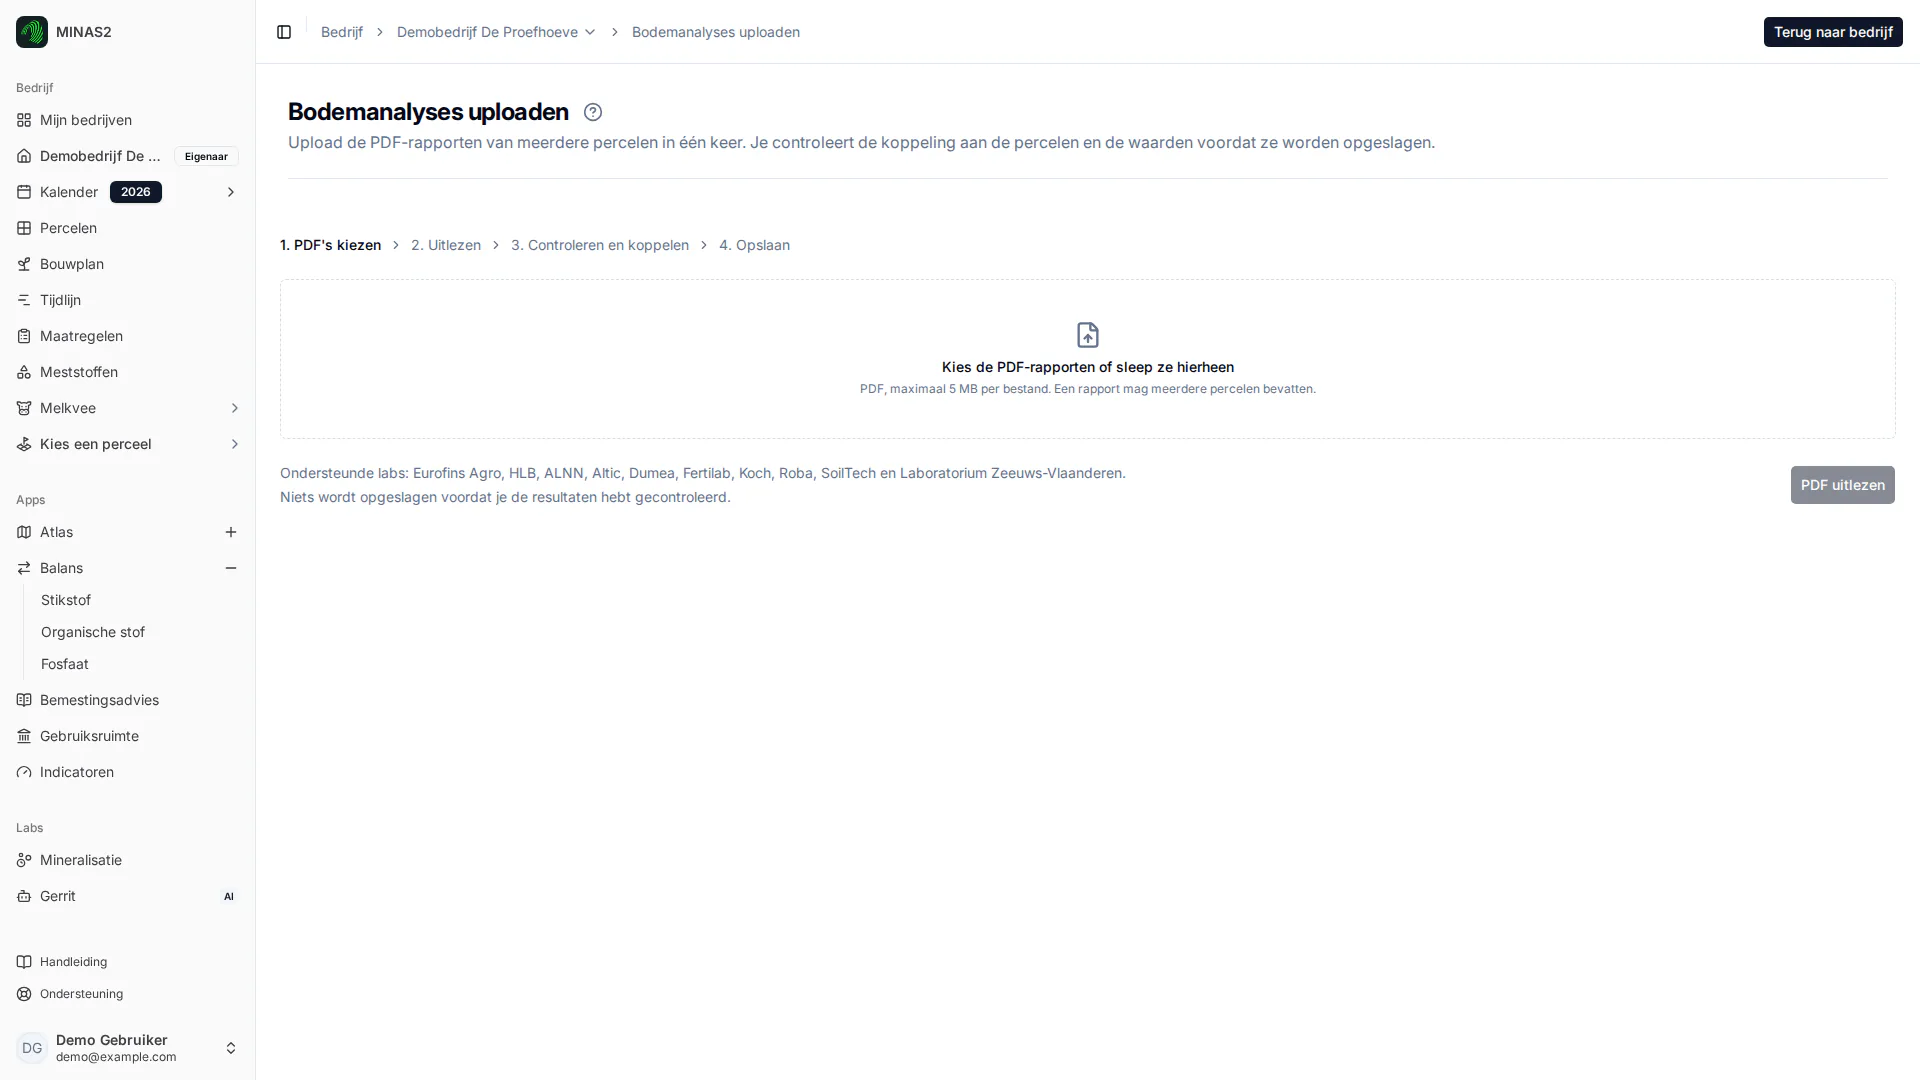 MINAS2
Bedrijf
Mijn bedrijven
Demobedrijf De ... Eigenaar
Kalender 2026
Percelen
Bouwplan
Tijdlijn
Maatregelen
Meststoffen
Melkvee
Kies een perceel
Apps
Atlas
Balans
Stikstof
Organische stof
Fosfaat
Bemestingsadvies
Gebruiksruimte
Indicatoren
Labs
Mineralisatie
Gerrit AI
Handleiding
Ondersteuning
DG Demo Gebruiker
demo@example.com
Bedrijf > Demobedrijf De Proefhoeve > Bodemanalyses uploaden
Terug naar bedrijf
Bodemanalyses uploaden
Upload de PDF-rapporten van meerdere percelen in één keer. Je controleert de koppeling aan de percelen en de waarden voordat ze worden opgeslagen.
1. PDF's kiezen > 2. Uitlezen > 3. Controleren en koppelen > 4. Opslaan
Kies de PDF-rapporten of sleep ze hierheen
PDF, maximaal 5 MB per bestand. Een rapport mag meerdere percelen bevatten.
Ondersteunde labs: Eurofins Agro, HLB, ALNN, Altic, Dumea, Fertilab, Koch, Roba, SoilTech en Laboratorium Zeeuws-Vlaanderen.
Niets wordt opgeslagen voordat je de resultaten hebt gecontroleerd.
PDF uitlezen